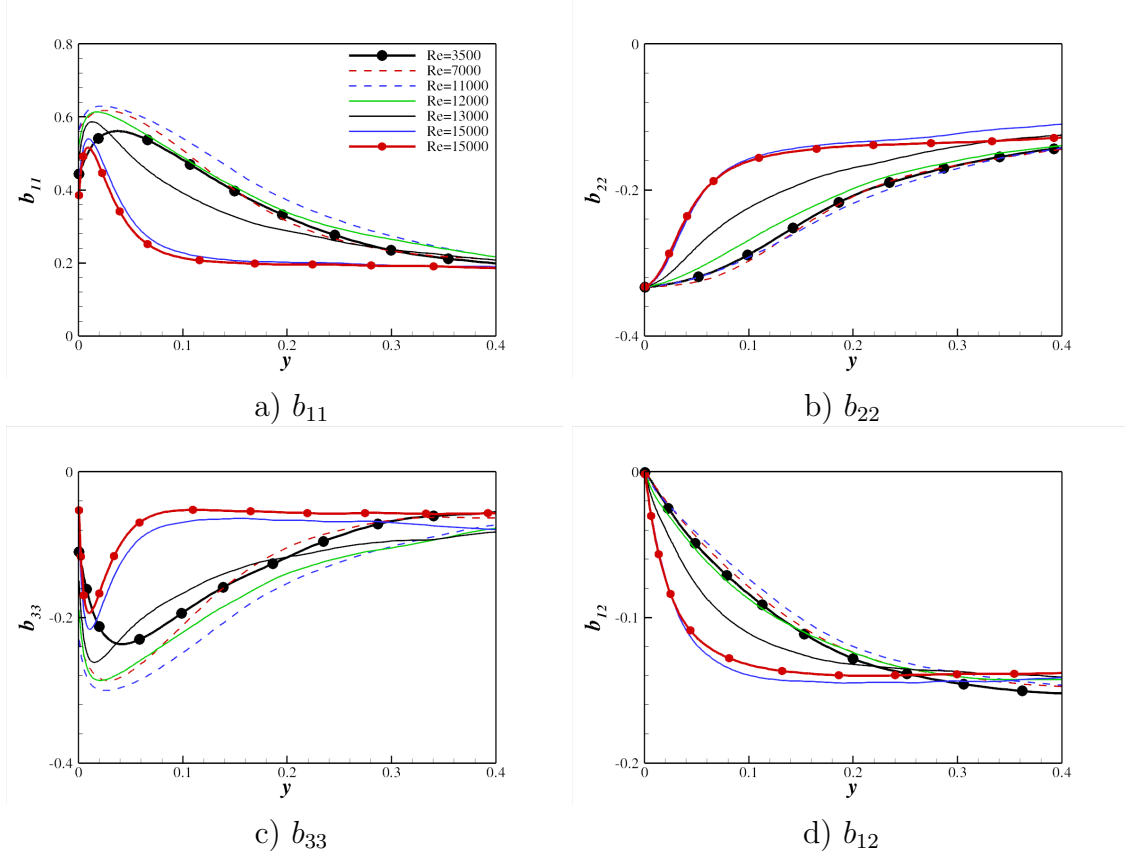 0.8
0.6
0.4
0.2
0
b11
0
0.1
0.2
0.3
0.4
y
Re=3500
Re=7000
Re=11000
Re=12000
Re=13000
Re=15000
Re=15000
a) b11
0
-0.2
-0.4
b22
0
0.1
0.2
0.3
0.4
y
b) b22
0
-0.2
-0.4
b33
0
0.1
0.2
0.3
0.4
y
c) b33
0
-0.1
-0.2
b12
0
0.1
0.2
0.3
0.4
y
d) b12